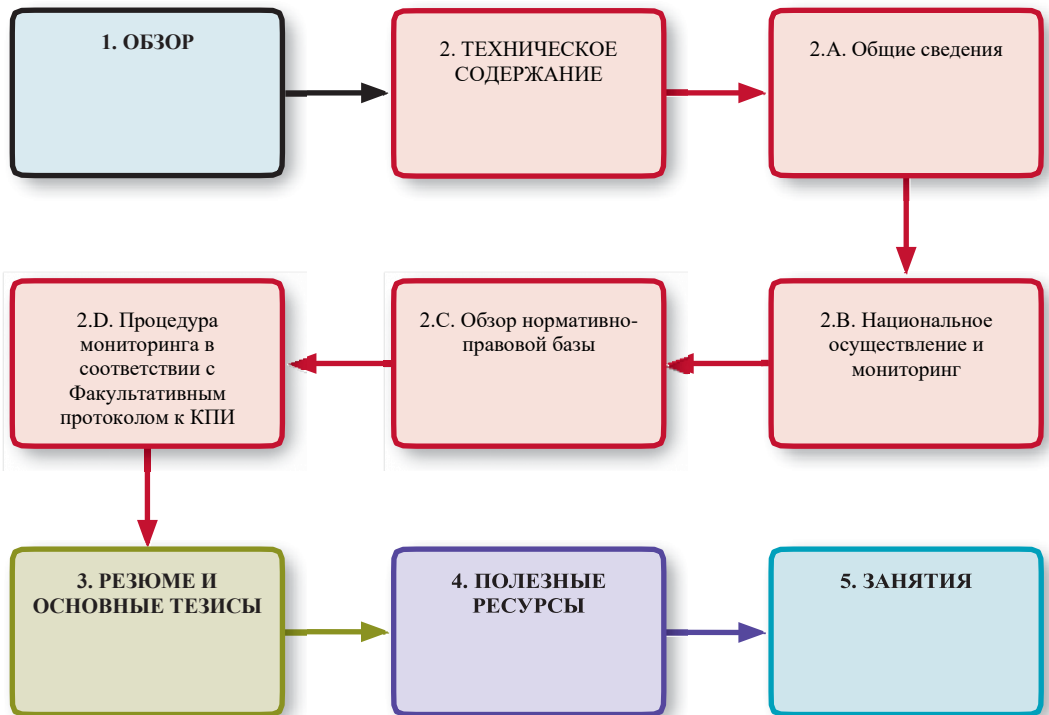 1. ОБЗОР
2. ТЕХНИЧЕСКОЕ
СОДЕРЖАНИЕ
2.A. Общие сведения
2.B. Национальное
осуществление и
мониторинг
2.C. Обзор нормативно-
правовой базы
2.D. Процедура
мониторинга в
соответствии с
Факультативным
протоколом к КПИ
3. РЕЗЮМЕ И
ОСНОВНЫЕ ТЕЗИСЫ
4. ПОЛЕЗНЫЕ
РЕСУРСЫ
5. ЗАНЯТИЯ